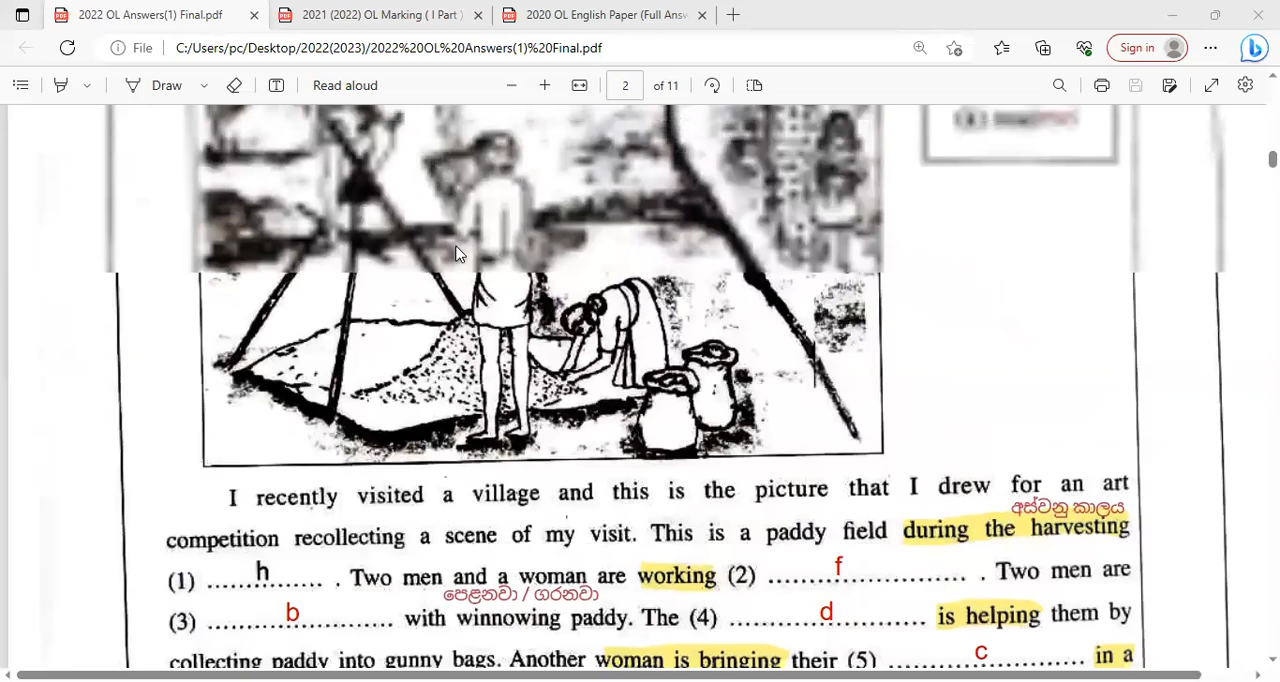 2022 OL Answers(1) Final.pdf
2021 (2022) OL Marking ( I Part )
2020 OL English Paper (Full Answ
File C:/Users/pc/Desktop/2022(2023)/2022%20OL%20Answers(1)%20Final.pdf Sign in
Draw Read aloud 2 of 11
I recently visited a village and this is the picture that I drew for an art
අස්වනු කාලය
competition recollecting a scene of my visit. This is a paddy field during the harvesting
(1) ........h........ . Two men and a woman are working (2) ........f........ . Two men are
පෙළනවා / ගරනවා
(3) ........b........ with winnowing paddy. The (4) ........d........ is helping them by
collecting paddy into gunny bags. Another woman is bringing their (5) ........c........ in a